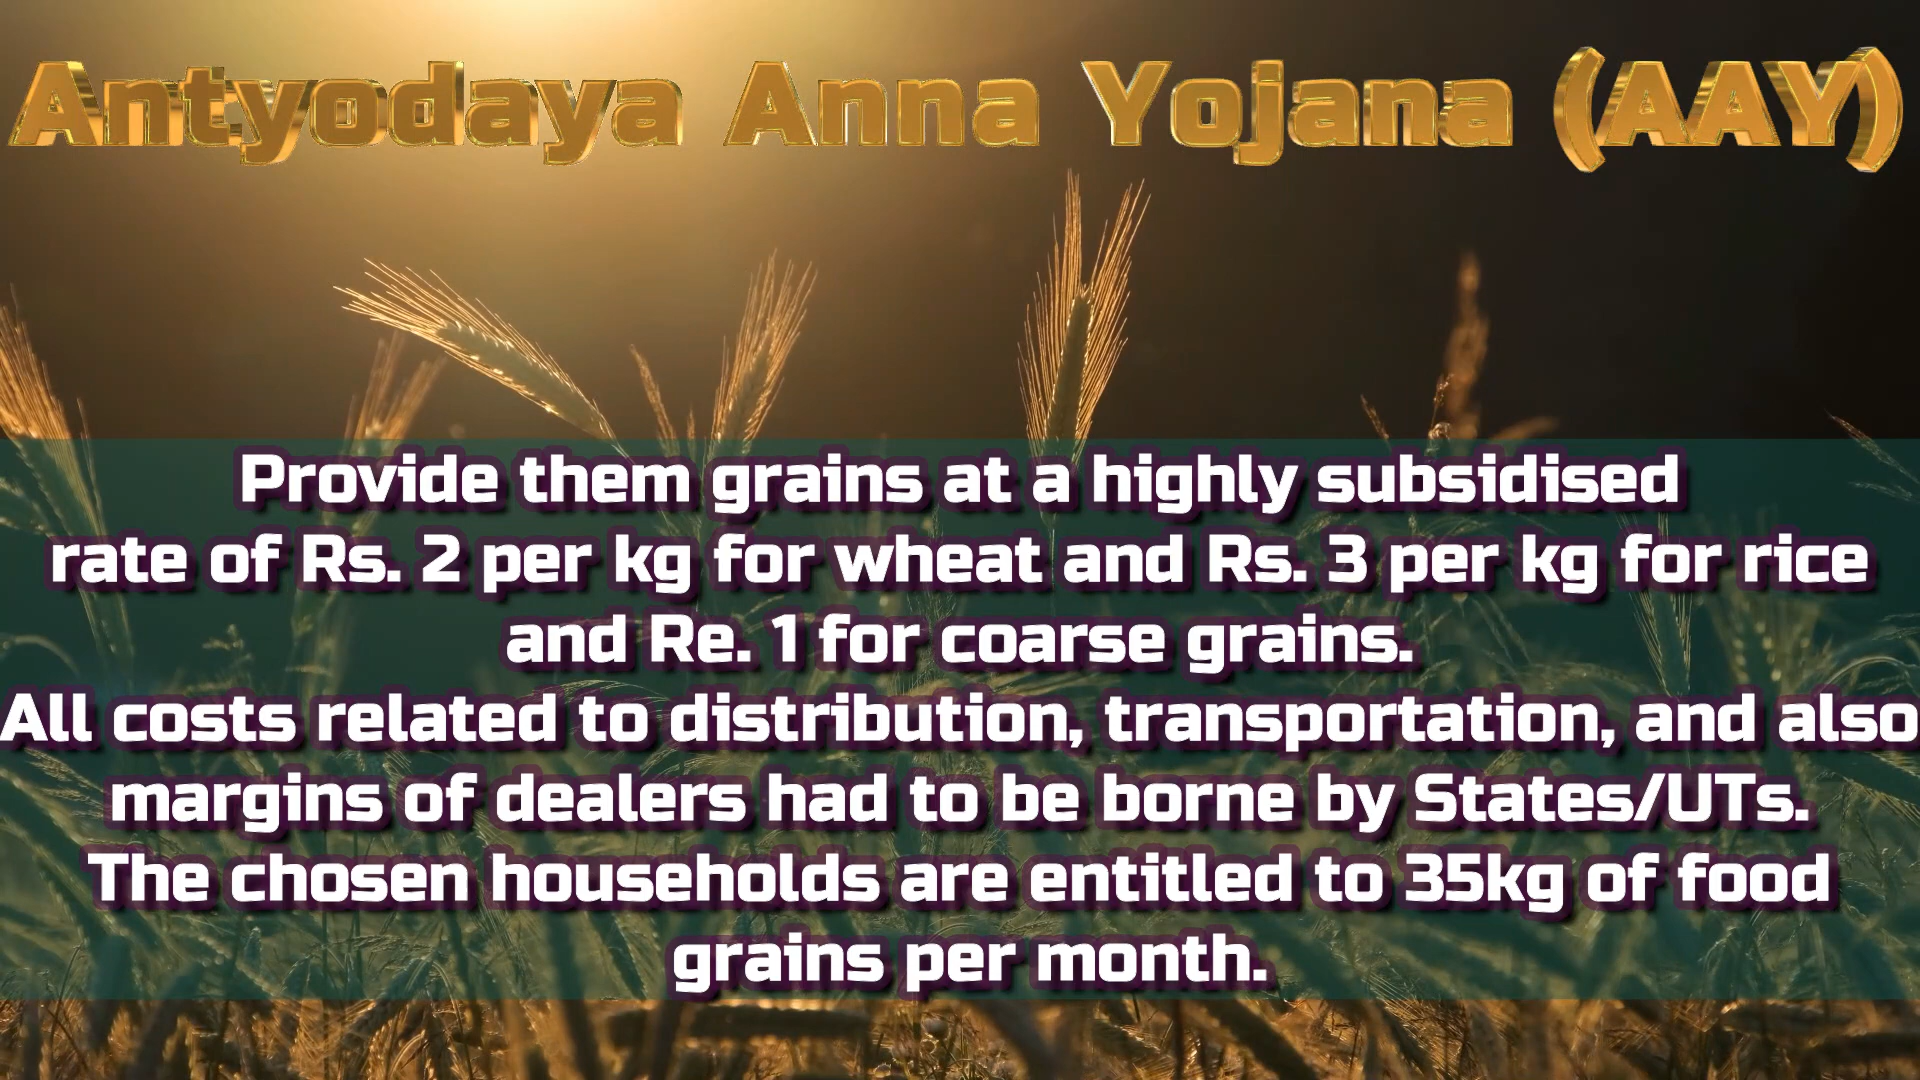 Antyodaya Anna Yojana (AAY)
Provide them grains at a highly subsidised
rate of Rs. 2 per kg for wheat and Rs. 3 per kg for rice
and Re. 1 for coarse grains.
All costs related to distribution, transportation, and also
margins of dealers had to be borne by States/UTs.
The chosen households are entitled to 35kg of food
grains per month.